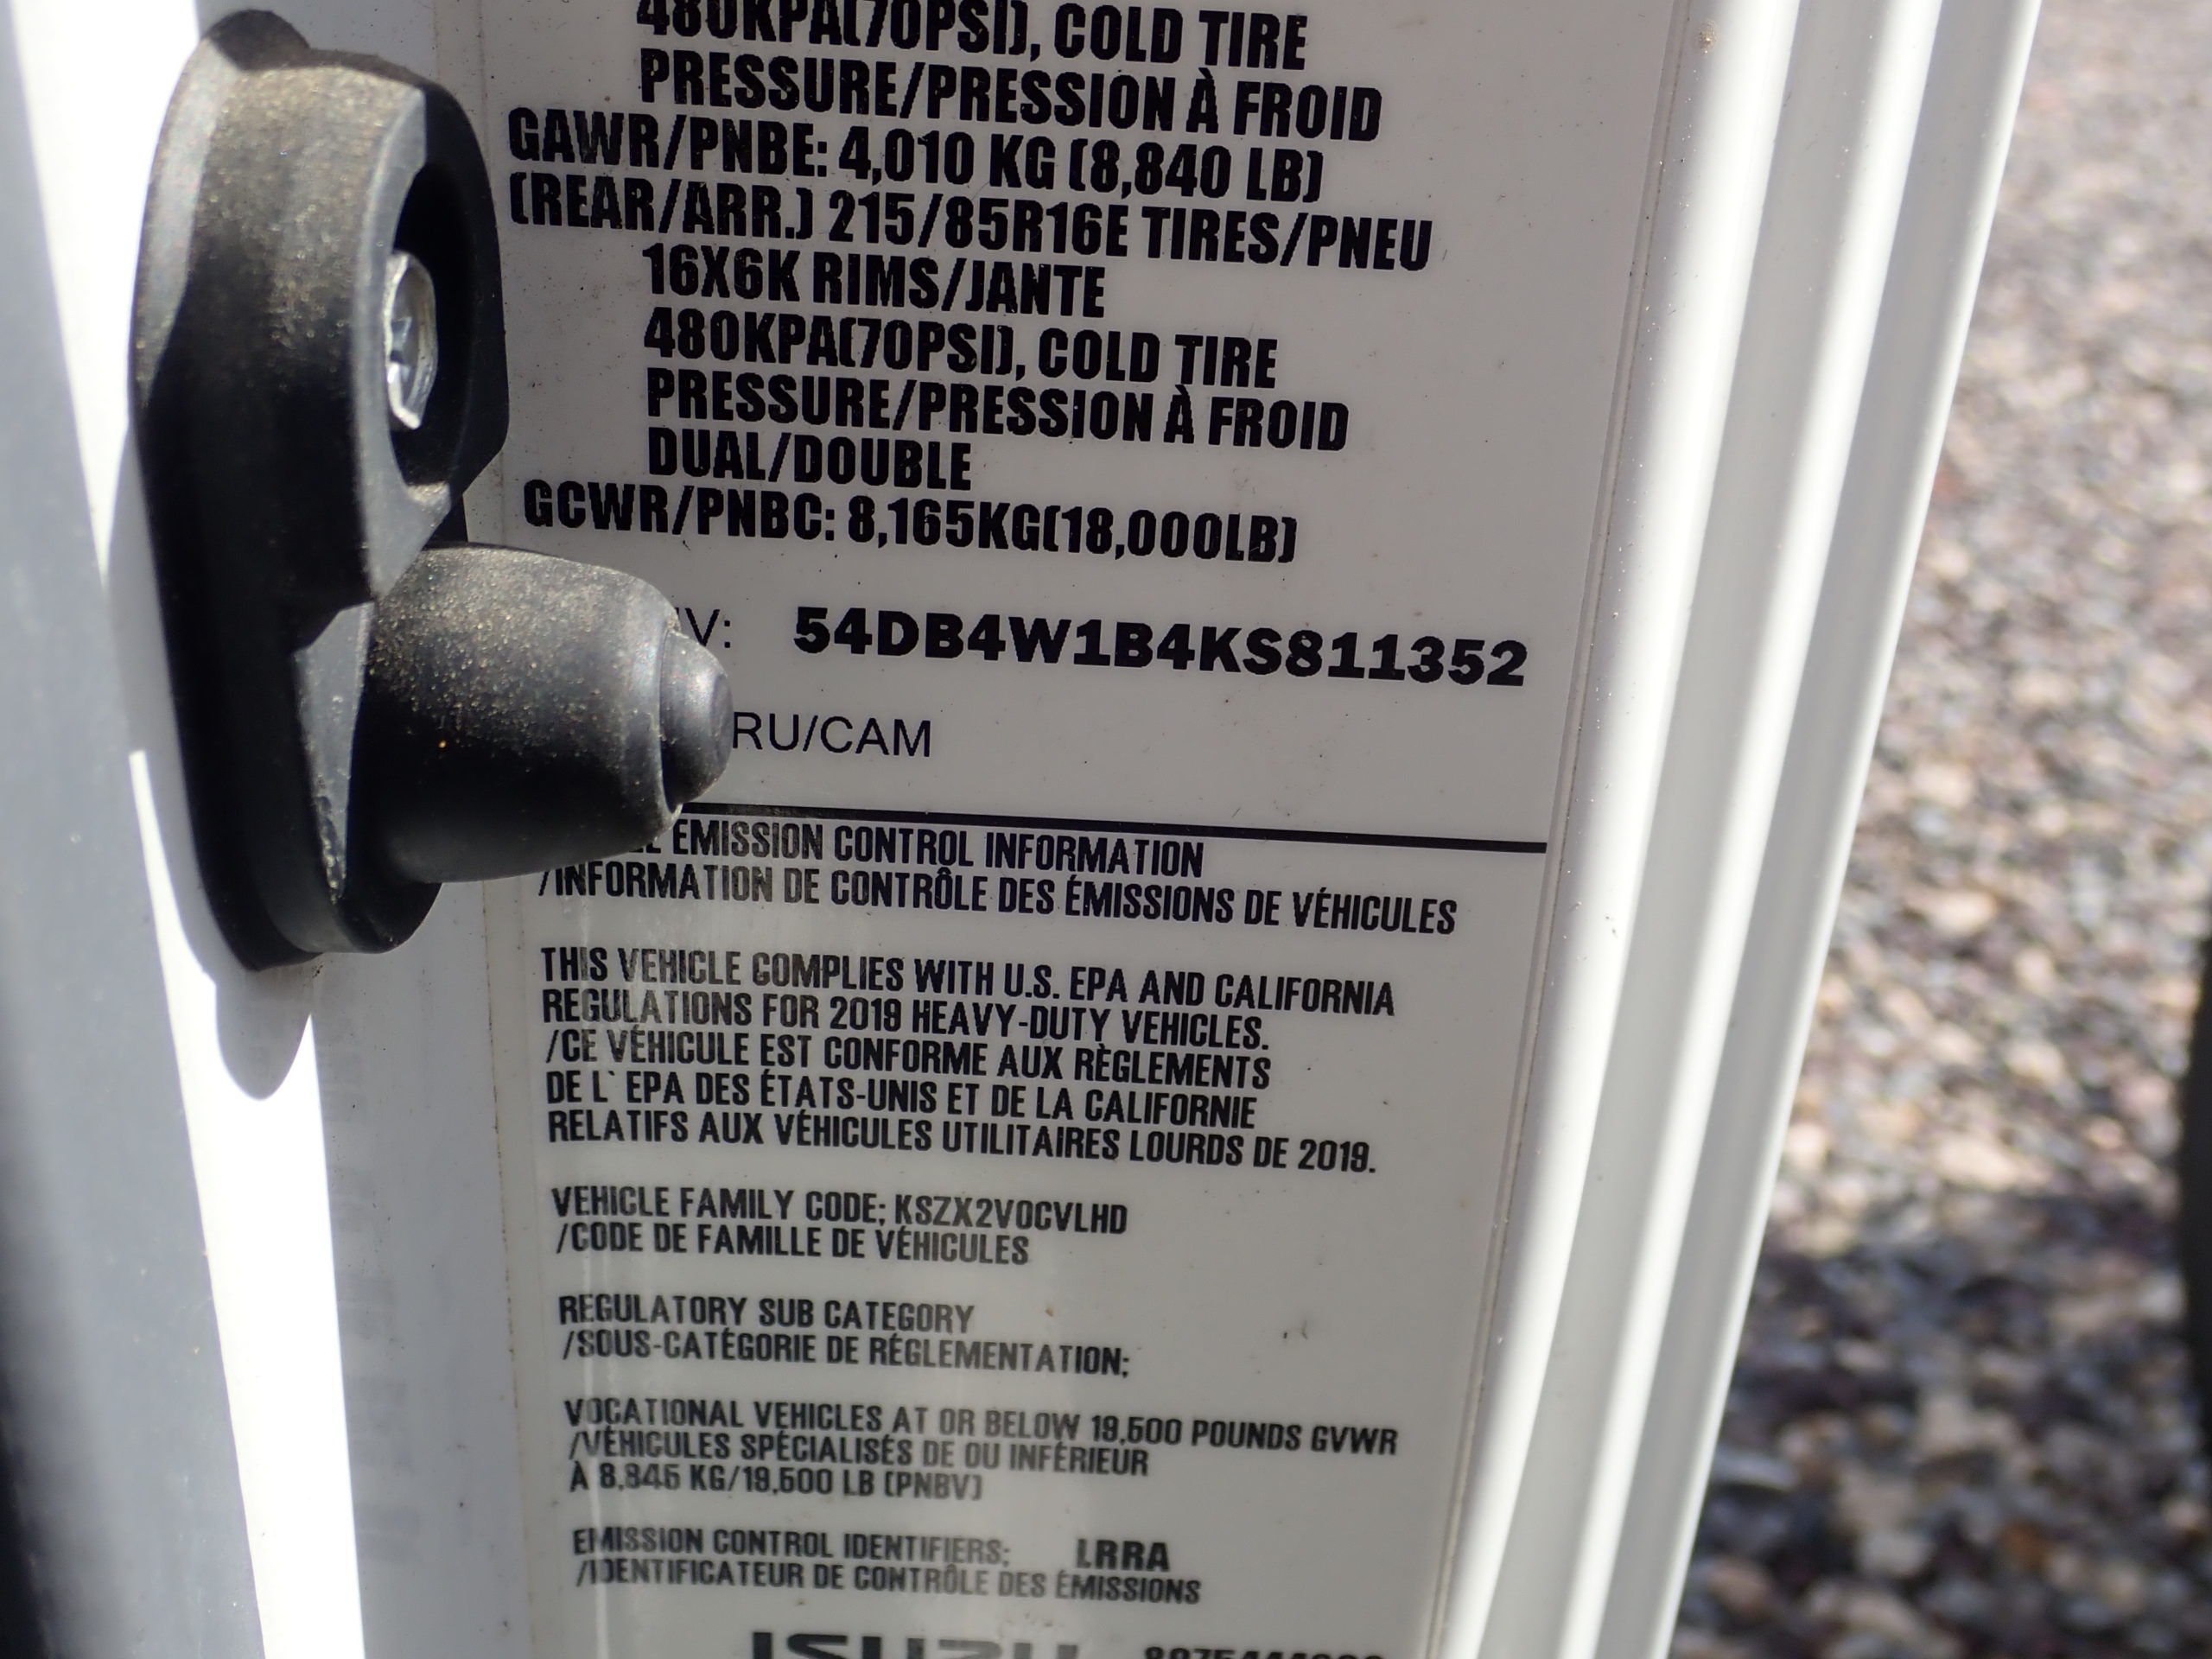 480KPA(70PSI), COLD TIRE
PRESSURE/PRESSION À FROID
GAWR/PNBE: 4,010 KG (8,840 LB)
(REAR/ARR.) 215/85R16E TIRES/PNEU
16X6K RIMS/JANTE
480KPA(70PSI), COLD TIRE
PRESSURE/PRESSION À FROID
DUAL/DOUBLE
GCWR/PNBC: 8,165KG(18,000LB)
V: 54DB4W1B4KS811352
RU/CAM
EMISSION CONTROL INFORMATION
/INFORMATION DE CONTRÔLE DES ÉMISSIONS DE VÉHICULES
THIS VEHICLE COMPLIES WITH U.S. EPA AND CALIFORNIA
REGULATIONS FOR 2019 HEAVY-DUTY VEHICLES.
/CE VÉHICULE EST CONFORME AUX RÈGLEMENTS
DE L` EPA DES ÉTATS-UNIS ET DE LA CALIFORNIE
RELATIFS AUX VÉHICULES UTILITAIRES LOURDS DE 2019.
VEHICLE FAMILY CODE; KSZX2VOCVLHD
/CODE DE FAMILLE DE VÉHICULES
REGULATORY SUB CATEGORY
/SOUS-CATÉGORIE DE RÉGLEMENTATION;
VOCATIONAL VEHICLES AT OR BELOW 19,500 POUNDS GVWR
/VÉHICULES SPÉCIALISÉS DE OU INFÉRIEUR
À 8,845 KG/19,500 LB (PNBV)
EMISSION CONTROL IDENTIFIERS; LRRA
/IDENTIFICATEUR DE CONTRÔLE DES ÉMISSIONS
ISUZU